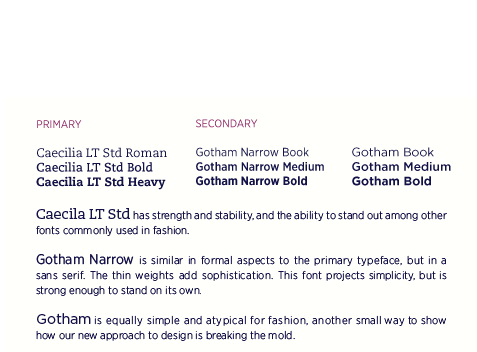 PRIMARY
SECONDARY
Caecilia LT Std Roman
Caecilia LT Std Bold
Caecilia LT Std Heavy
Gotham Narrow Book
Gotham Narrow Medium
Gotham Narrow Bold
Gotham Book
Gotham Medium
Gotham Bold
Caecila LT Std has strength and stability, and the ability to stand out among other
fonts commonly used in fashion.
Gotham Narrow is similar in formal aspects to the primary typeface, but in a
sans serif. The thin weights add sophistication. This font projects simplicity, but is
strong enough to stand on its own.
Gotham is equally simple and atypical for fashion, another small way to show
how our new approach to design is breaking the mold.